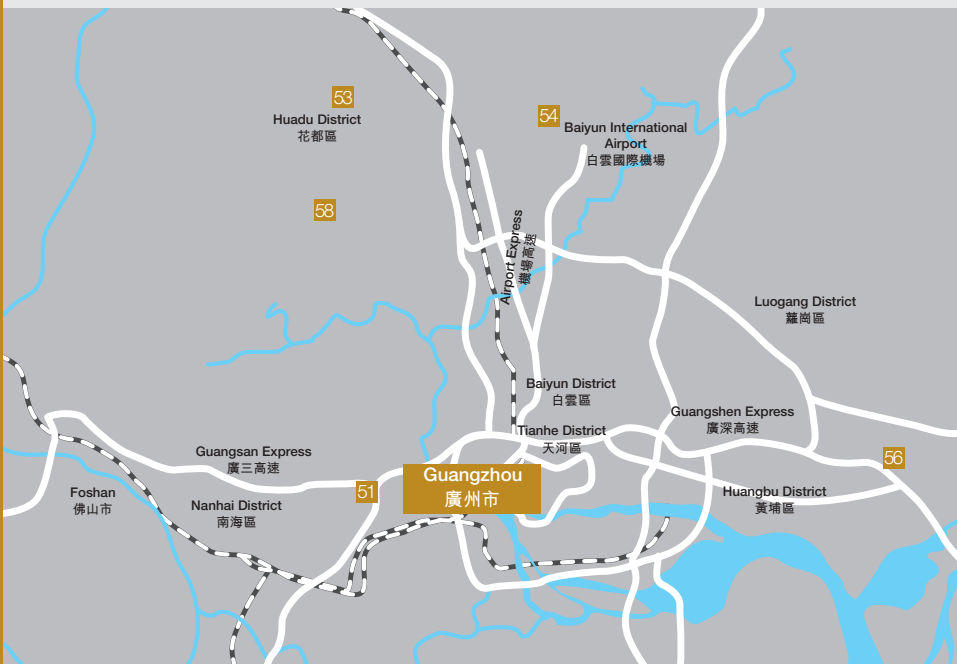 53
Huadu District
花都區
54
Baiyun International
Airport
白雲國際機場
58
Airport Express
機場高速
Luogang District
蘿崗區
Baiyun District
白雲區
Guangshen Express
廣深高速
Tianhe District
天河區
Guangsan Express
廣三高速
56
Guangzhou
廣州市
51
Foshan
佛山市
Nanhai District
南海區
Huangbu District
黃埔區